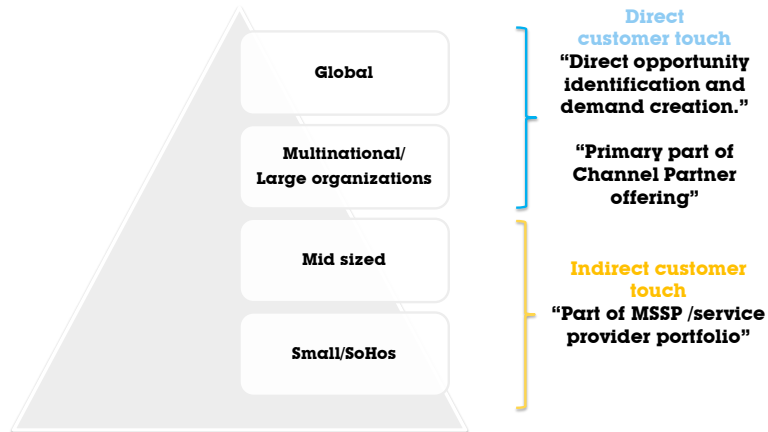 Global
Multinational/
Large organizations
Mid sized
Small/SoHos
Direct
customer touch
“Direct opportunity
identification and
demand creation.”
“Primary part of
Channel Partner
offering”
Indirect customer
touch
“Part of MSSP /service
provider portfolio”